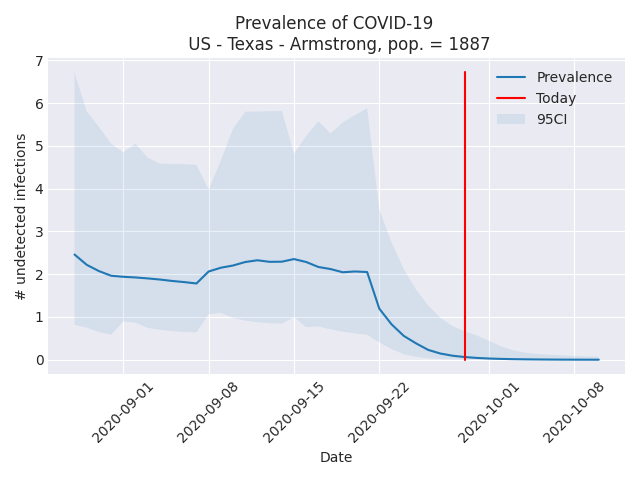 Prevalence of COVID-19
US - Texas - Armstrong, pop. = 1887
7
6
5
4
3
2
1
0
# undetected infections
Prevalence
Today
95CI
2020-09-01
2020-09-08
2020-09-15
2020-09-22
2020-10-01
2020-10-08
Date